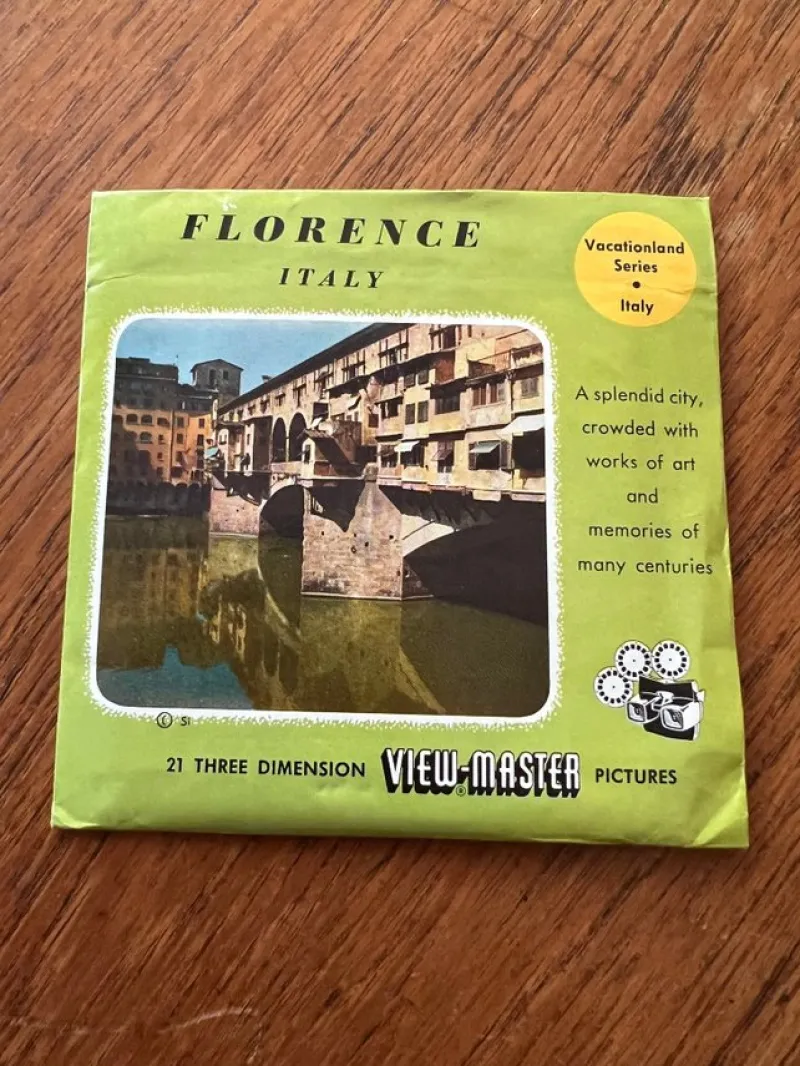 FLORENCE
ITALY
Vacationland
Series
•
Italy
A splendid city,
crowded with
works of art
and
memories of
many centuries
© SI
21 THREE DIMENSION VIEW-MASTER® PICTURES